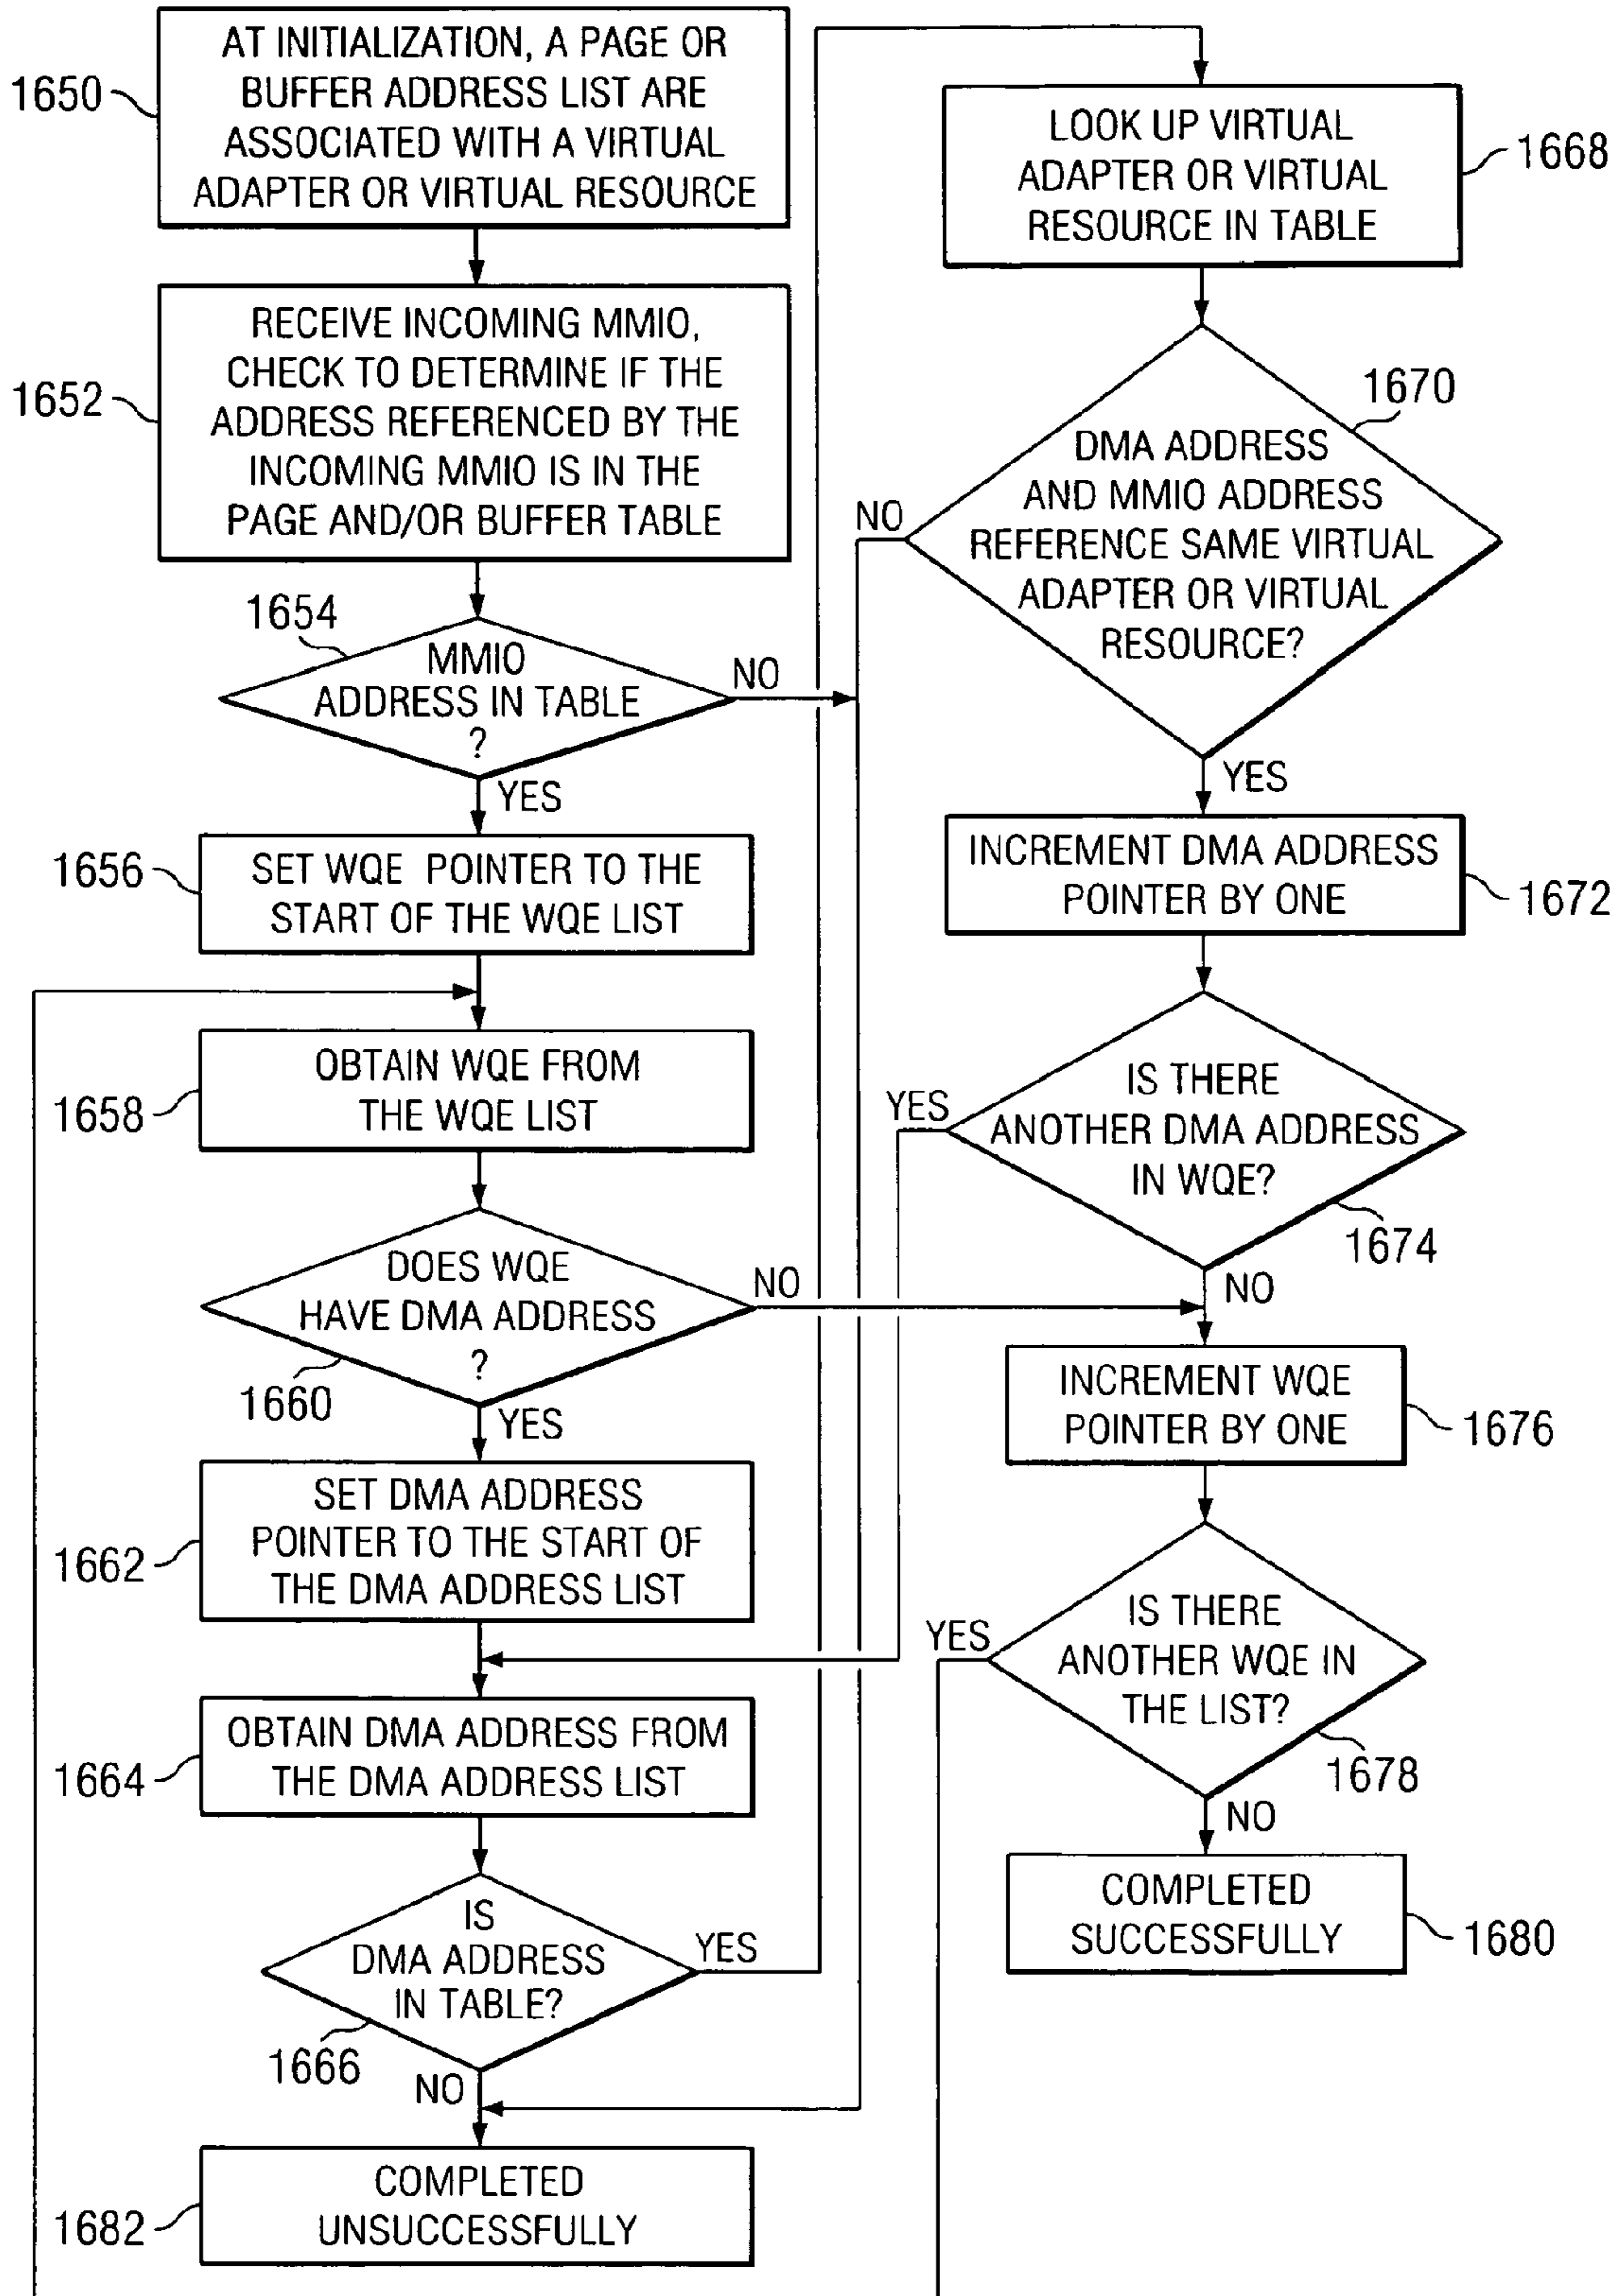 1650
AT INITIALIZATION, A PAGE OR
BUFFER ADDRESS LIST ARE
ASSOCIATED WITH A VIRTUAL
ADAPTER OR VIRTUAL RESOURCE
1652
RECEIVE INCOMING MMIO,
CHECK TO DETERMINE IF THE
ADDRESS REFERENCED BY THE
INCOMING MMIO IS IN THE
PAGE AND/OR BUFFER TABLE
1654
MMIO
ADDRESS IN TABLE
?
NO
YES
1656
SET WQE POINTER TO THE
START OF THE WQE LIST
1658
OBTAIN WQE FROM
THE WQE LIST
DOES WQE
HAVE DMA ADDRESS
?
NO
1660
YES
1662
SET DMA ADDRESS
POINTER TO THE START OF
THE DMA ADDRESS LIST
1664
OBTAIN DMA ADDRESS FROM
THE DMA ADDRESS LIST
IS
DMA ADDRESS
IN TABLE?
YES
1666
NO
1682
COMPLETED
UNSUCCESSFULLY
LOOK UP VIRTUAL
ADAPTER OR VIRTUAL
RESOURCE IN TABLE
1668
1670
DMA ADDRESS
AND MMIO ADDRESS
REFERENCE SAME VIRTUAL
ADAPTER OR VIRTUAL
RESOURCE?
NO
YES
INCREMENT DMA ADDRESS
POINTER BY ONE
1672
IS THERE
ANOTHER DMA ADDRESS
IN WQE?
YES
1674
NO
INCREMENT WQE
POINTER BY ONE
1676
IS THERE
ANOTHER WQE IN
THE LIST?
YES
1678
NO
COMPLETED
SUCCESSFULLY
1680